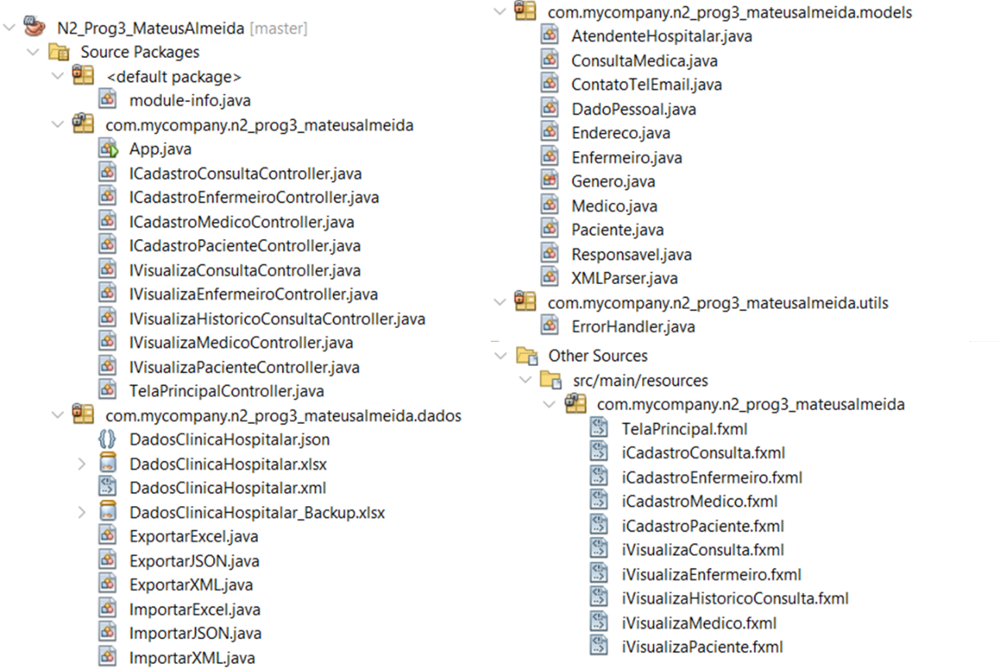 N2_Prog3_MateusAlmeida [master]
Source Packages
<default package>
module-info.java
com.mycompany.n2_prog3_mateusalmeida
App.java
ICadastroConsultaController.java
ICadastroEnfermeiroController.java
ICadastroMedicoController.java
ICadastroPacienteController.java
IVisualizaConsultaController.java
IVisualizaEnfermeiroController.java
IVisualizaHistoricoConsultaController.java
IVisualizaMedicoController.java
IVisualizaPacienteController.java
TelaPrincipalController.java
com.mycompany.n2_prog3_mateusalmeida.dados
DadosClinicaHospitalar.json
DadosClinicaHospitalar.xlsx
DadosClinicaHospitalar.xml
DadosClinicaHospitalar_Backup.xlsx
ExportarExcel.java
ExportarJSON.java
ExportarXML.java
ImportarExcel.java
ImportarJSON.java
ImportarXML.java
com.mycompany.n2_prog3_mateusalmeida.models
AtendenteHospitalar.java
ConsultaMedica.java
ContatoTelEmail.java
DadoPessoal.java
Endereco.java
Enfermeiro.java
Genero.java
Medico.java
Paciente.java
Responsavel.java
XMLParser.java
com.mycompany.n2_prog3_mateusalmeida.utils
ErrorHandler.java
Other Sources
src/main/resources
com.mycompany.n2_prog3_mateusalmeida
TelaPrincipal.fxml
iCadastroConsulta.fxml
iCadastroEnfermeiro.fxml
iCadastroMedico.fxml
iCadastroPaciente.fxml
iVisualizaConsulta.fxml
iVisualizaEnfermeiro.fxml
iVisualizaHistoricoConsulta.fxml
iVisualizaMedico.fxml
iVisualizaPaciente.fxml